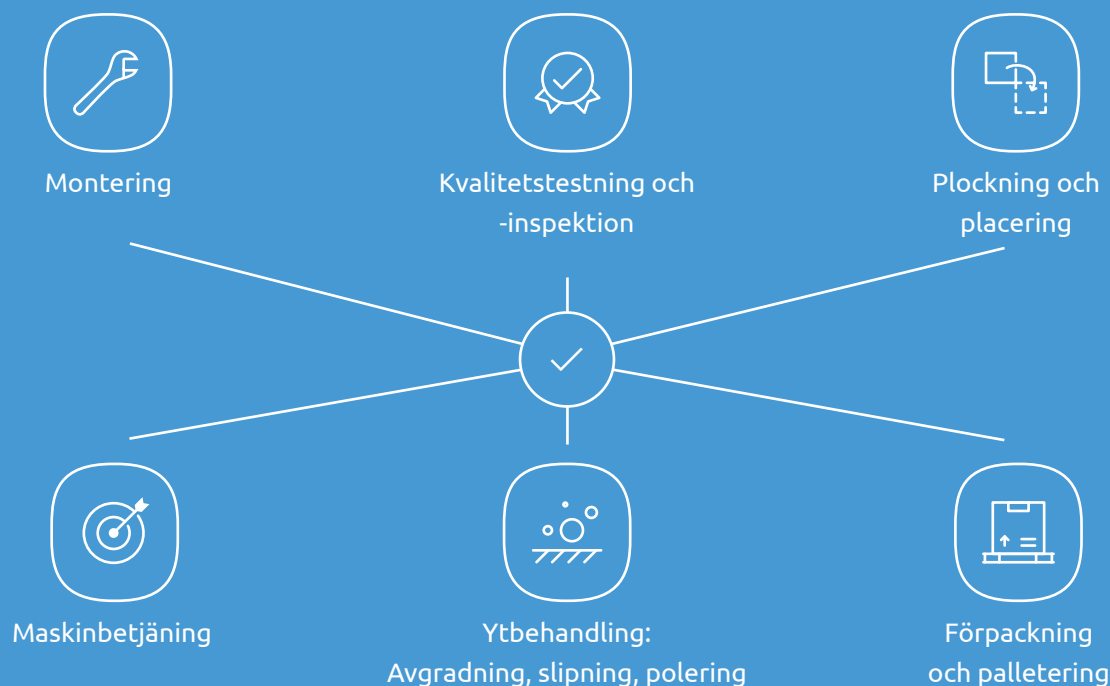 Montering
Kvalitetstestning och
-inspektion
Plockning och
placering
Maskinbetjäning
Ytbehandling:
Avgradning, slipning, polering
Förpackning
och palletering